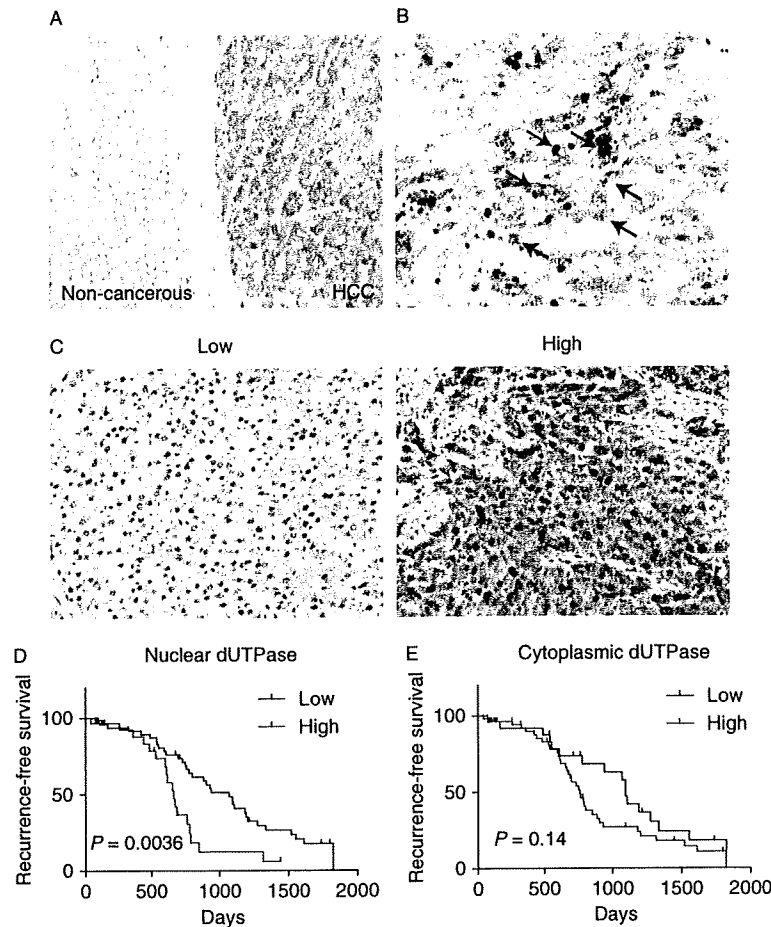 A
B
Non-cancerous
HCC
C
Low
High
D
Nuclear dUTPase
Low
High
Recurrence-free survival
100
50
0
P = 0.0036
0
500
1000
1500
2000
Days
E
Cytoplasmic dUTPase
Low
High
Recurrence-free survival
100
50
0
P = 0.14
0
500
1000
1500
2000
Days